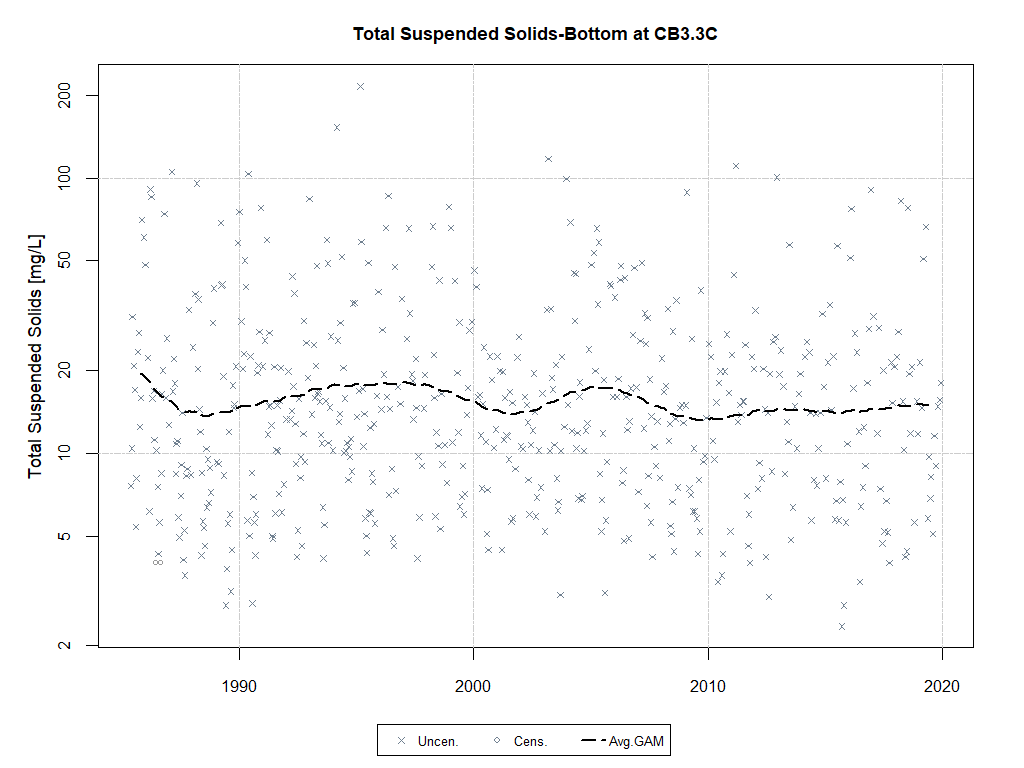 Total Suspended Solids-Bottom at CB3.3C
Total Suspended Solids [mg/L]
200
100
50
20
10
5
2
1990
2000
2010
2020
Uncen.
Cens.
Avg.GAM